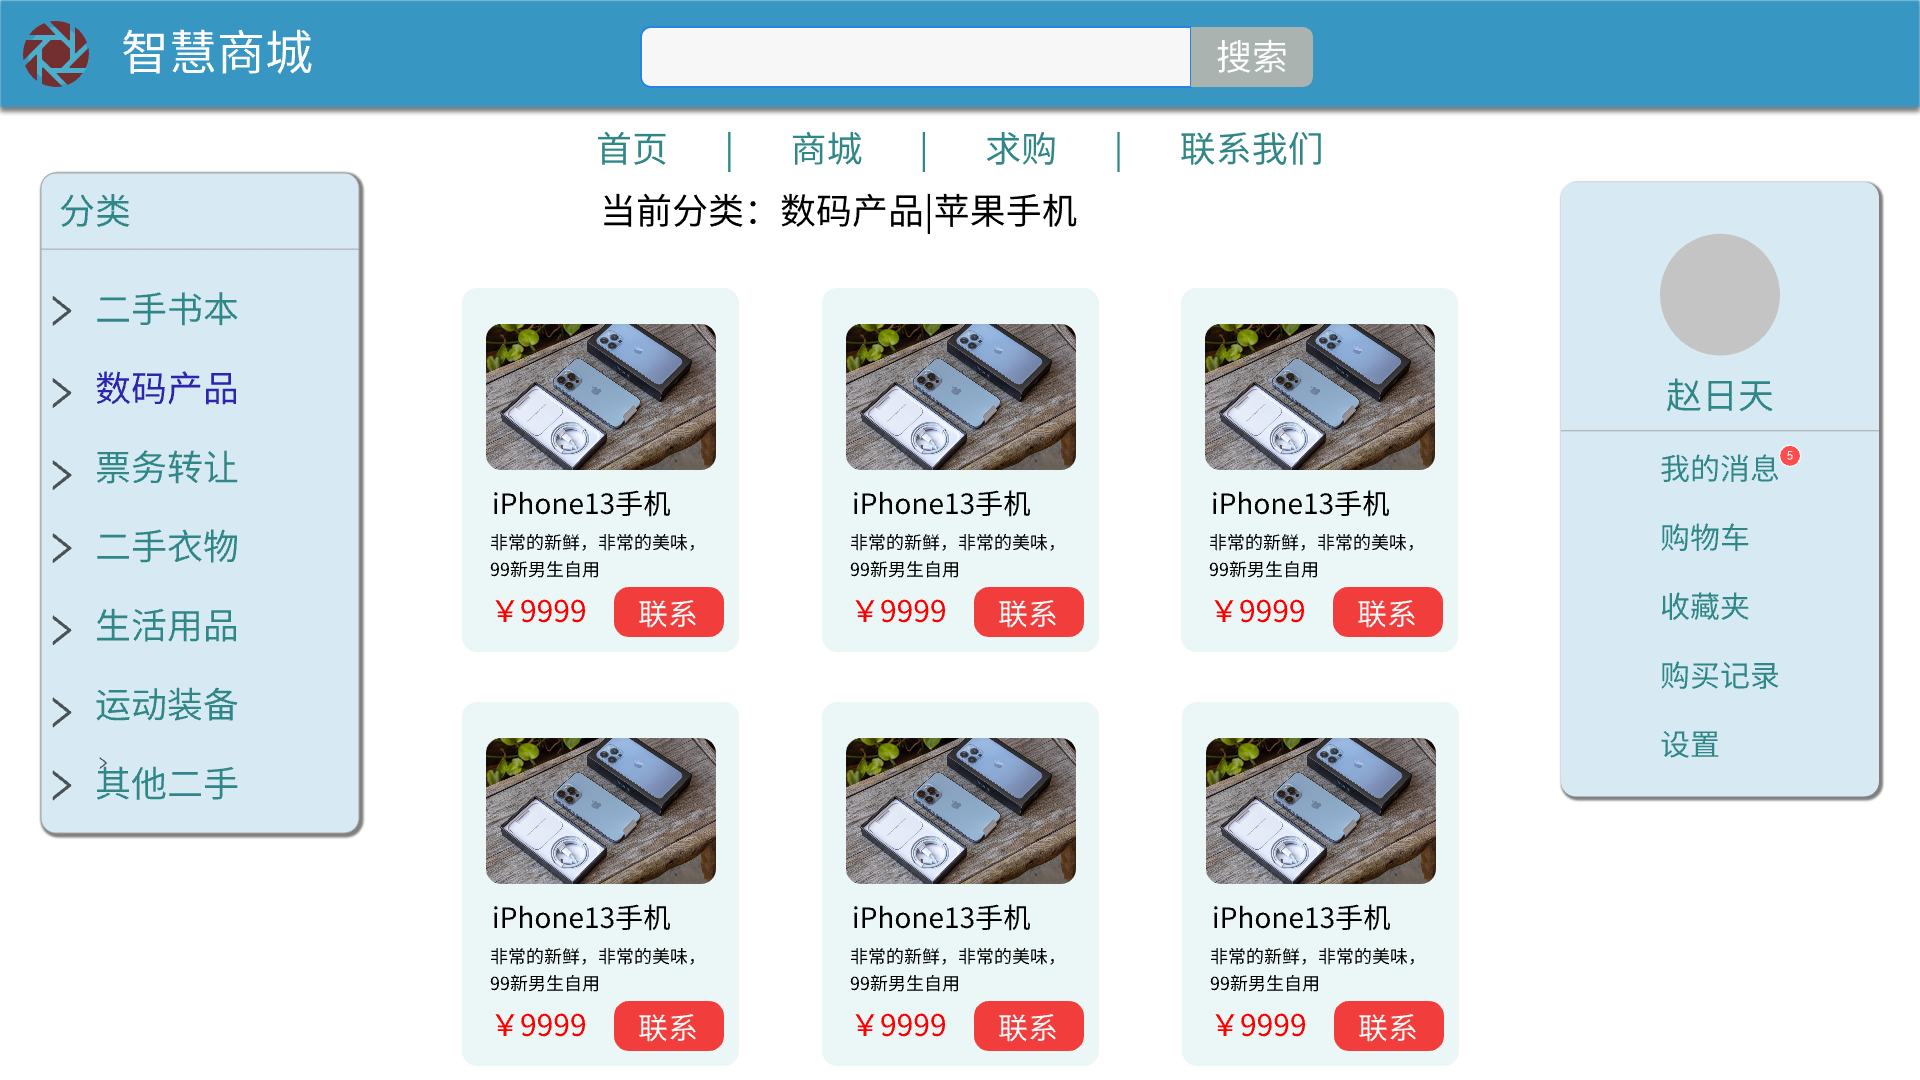 智慧商城
搜索
首页 | 商城 | 求购 | 联系我们
当前分类：数码产品|苹果手机
分类
二手书本
数码产品
票务转让
二手衣物
生活用品
运动装备
其他二手
iPhone13手机
非常的新鲜，非常的美味，
99新男生自用
￥9999 联系
iPhone13手机
非常的新鲜，非常的美味，
99新男生自用
￥9999 联系
iPhone13手机
非常的新鲜，非常的美味，
99新男生自用
￥9999 联系
iPhone13手机
非常的新鲜，非常的美味，
99新男生自用
￥9999 联系
iPhone13手机
非常的新鲜，非常的美味，
99新男生自用
￥9999 联系
iPhone13手机
非常的新鲜，非常的美味，
99新男生自用
￥9999 联系
赵日天
我的消息 5
购物车
收藏夹
购买记录
设置